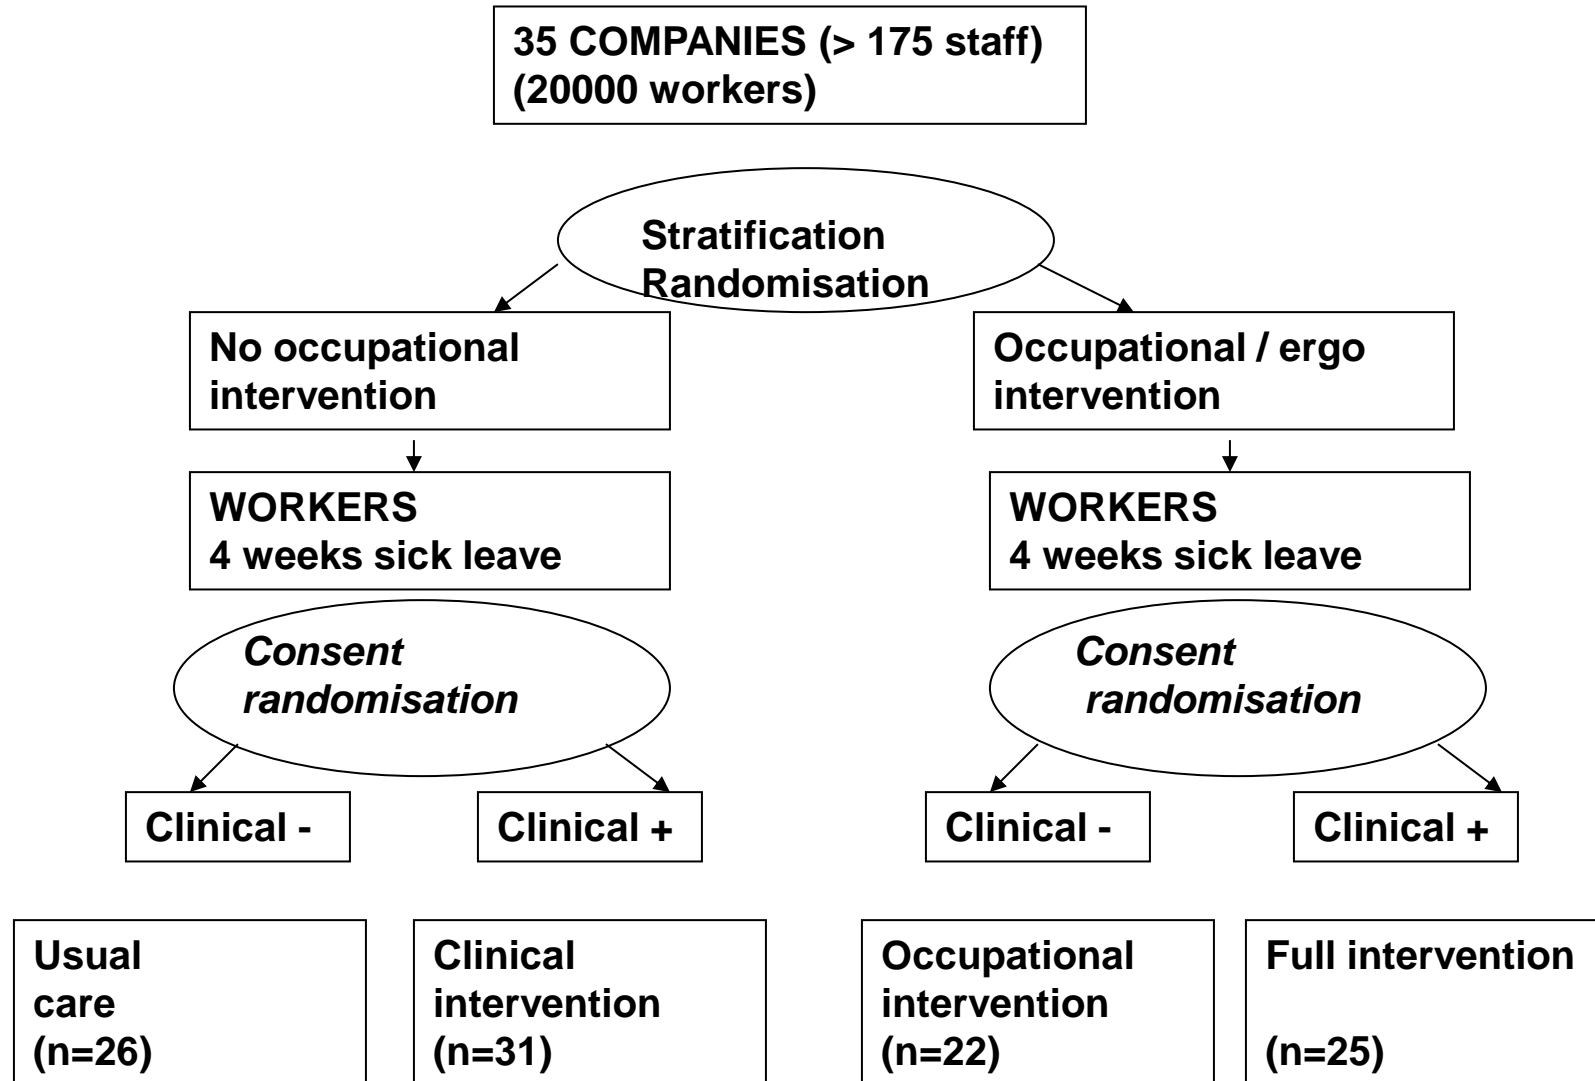 35 COMPANIES (> 175 staff)
(20000 workers)
Stratification
Randomisation
No occupational
intervention
Occupational / ergo
intervention
WORKERS
4 weeks sick leave
WORKERS
4 weeks sick leave
Consent
randomisation
Consent
randomisation
Clinical -
Clinical +
Clinical -
Clinical +
Usual
care
(n=26)
Clinical
intervention
(n=31)
Occupational
intervention
(n=22)
Full intervention
(n=25)